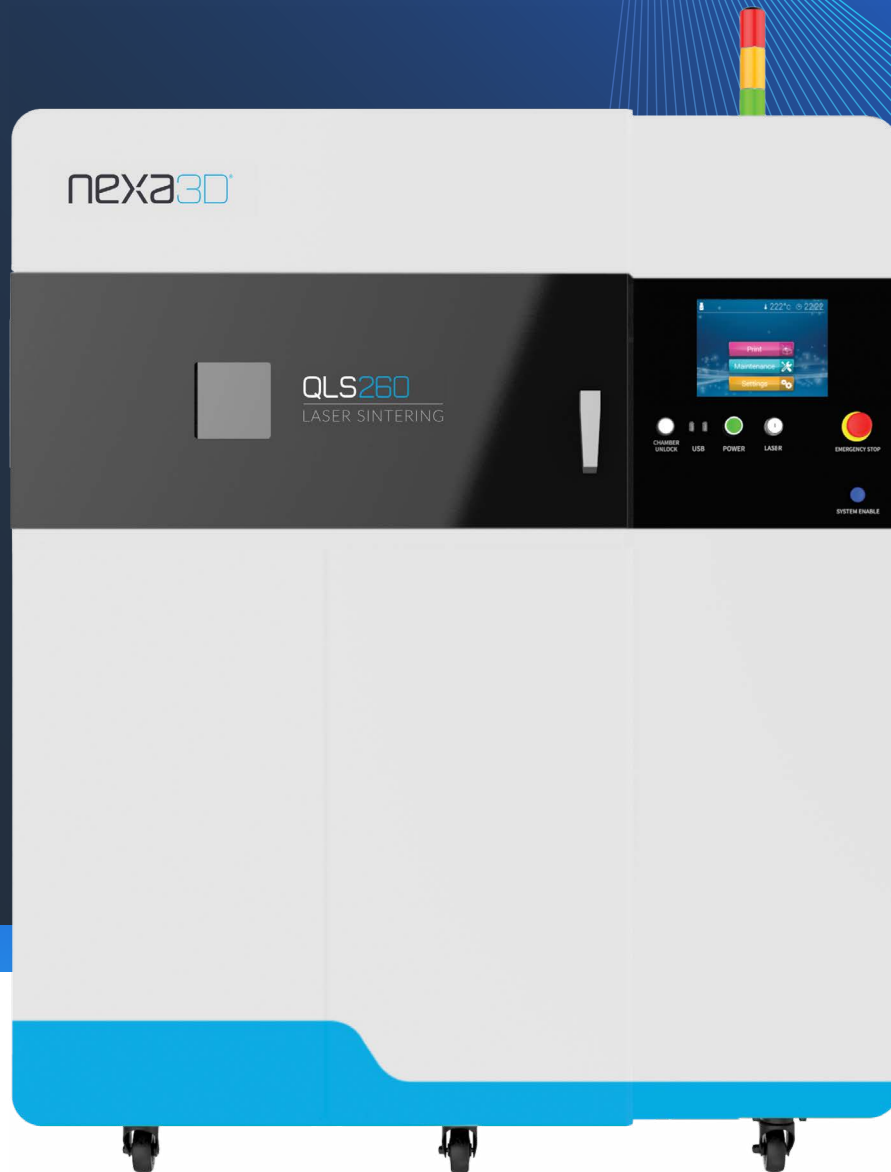 nexa3D
222°c 22:22
Print
Maintenance
Settings
QLS260
LASER SINTERING
CHAMBER
UNLOCK
USB
POWER
LASER
EMERGENCY STOP
SYSTEM ENABLE